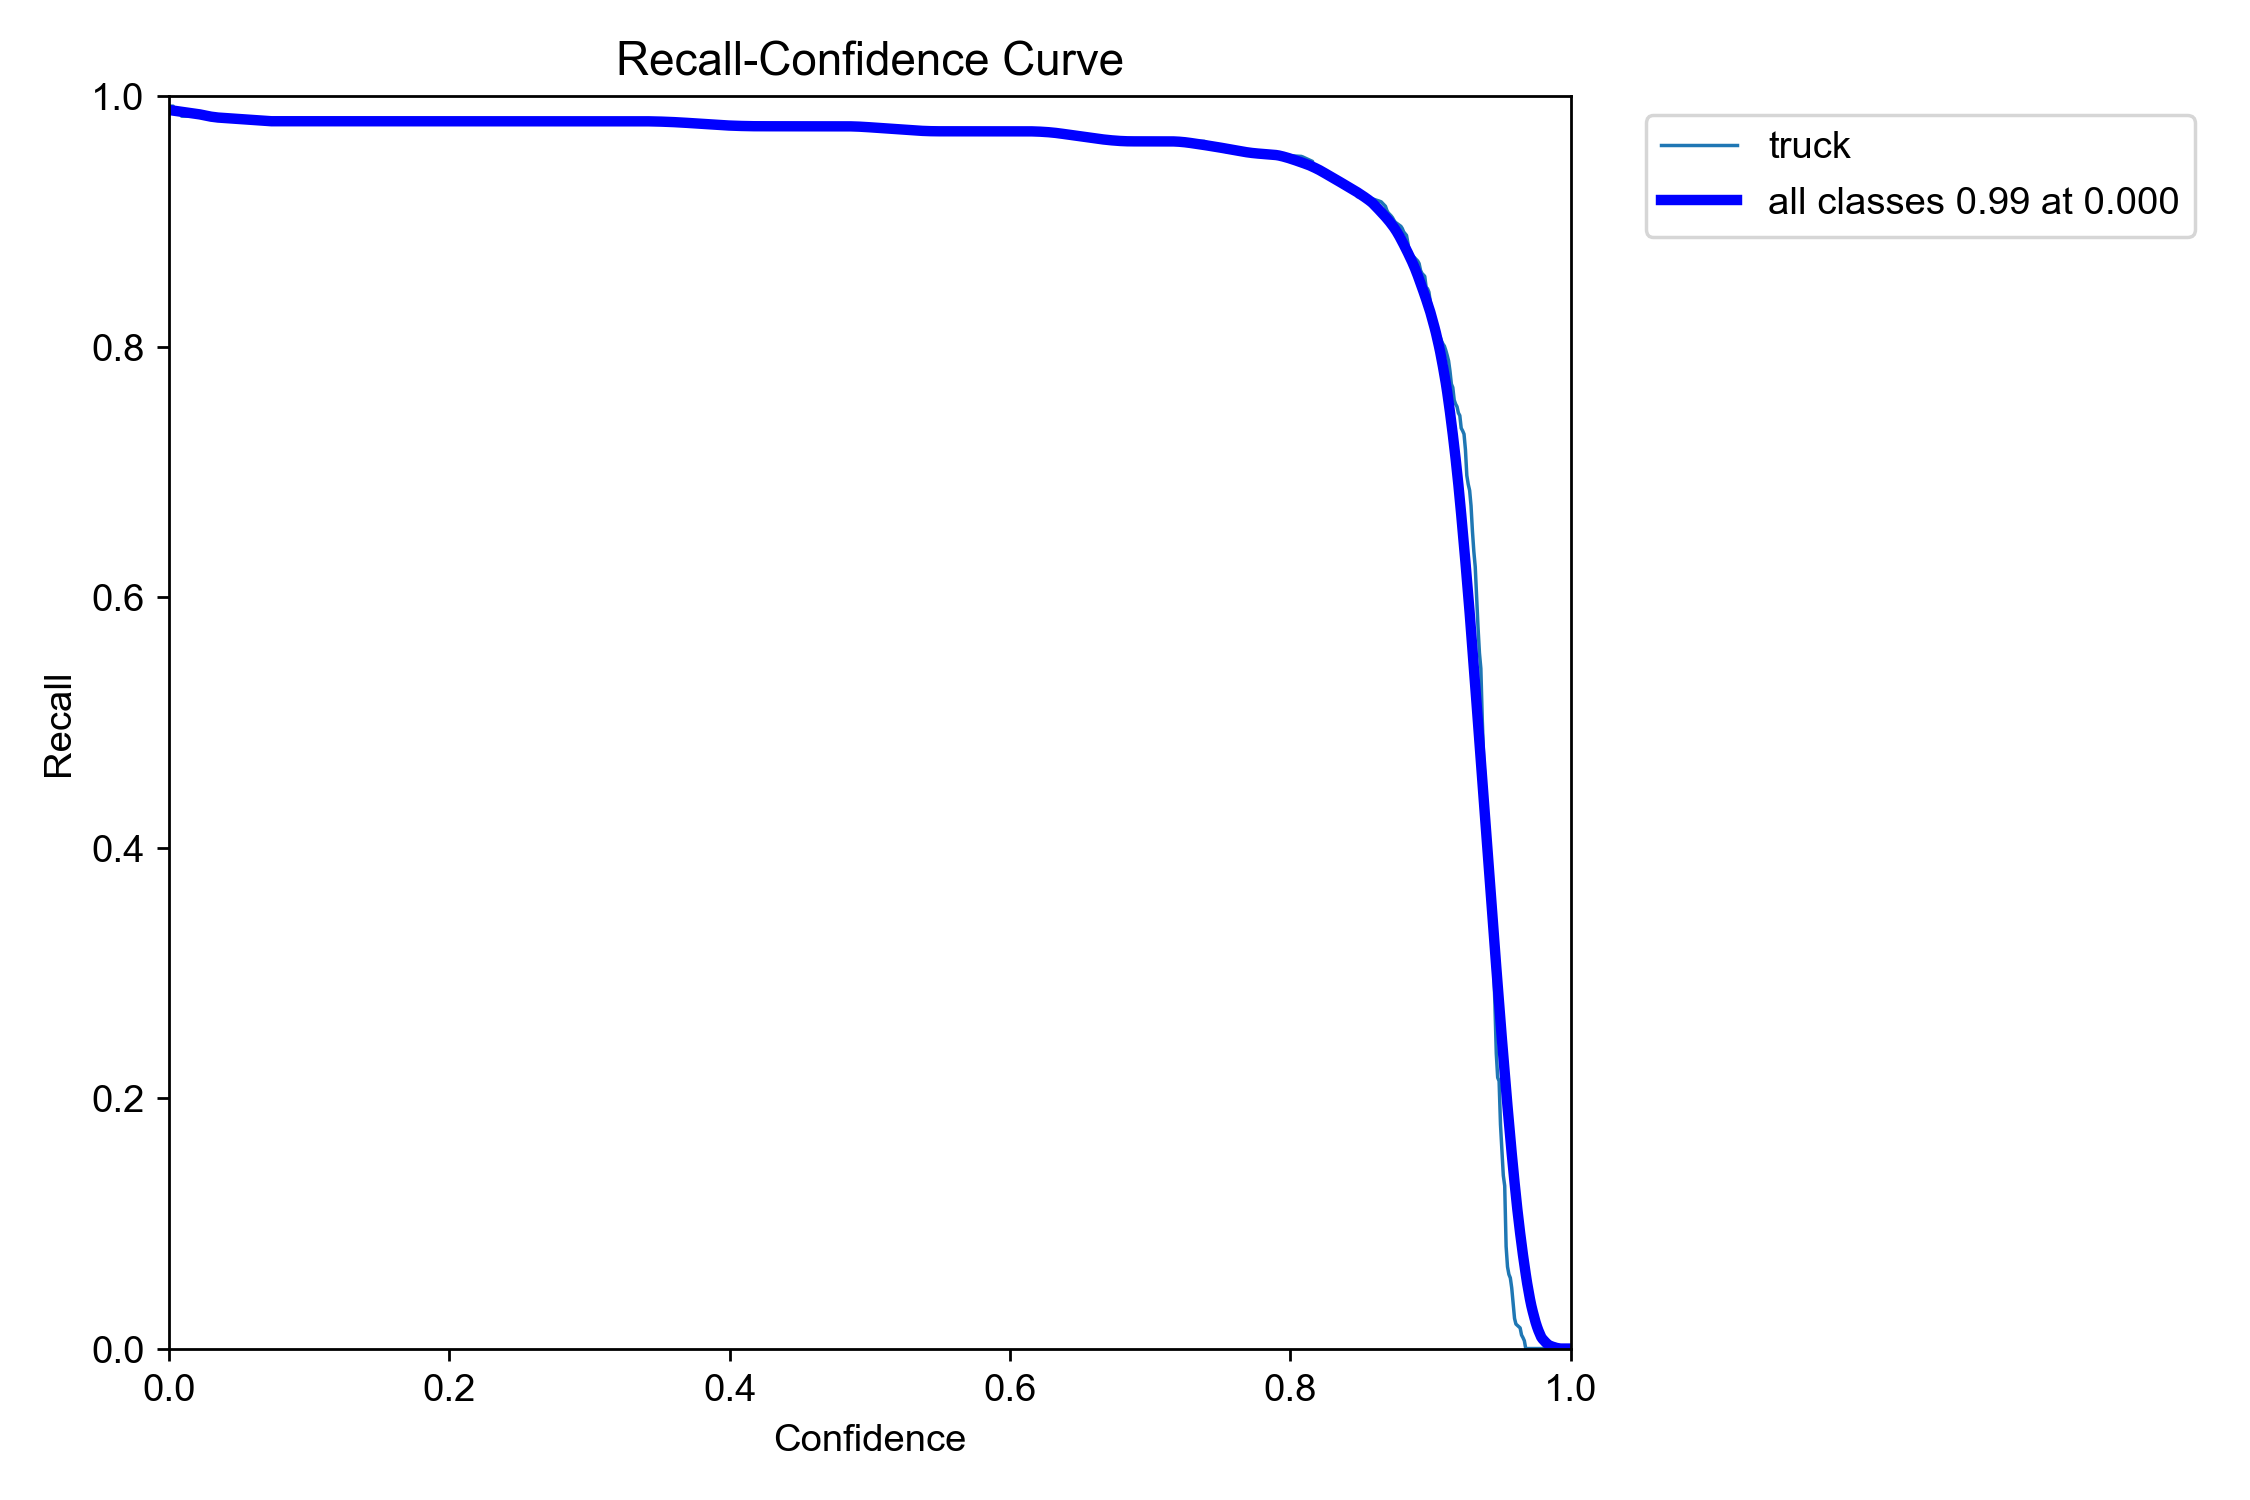 Recall-Confidence Curve
1.0
0.8
0.6
0.4
0.2
0.0
Recall
0.0 0.2 0.4 0.6 0.8 1.0
Confidence
truck
all classes 0.99 at 0.000